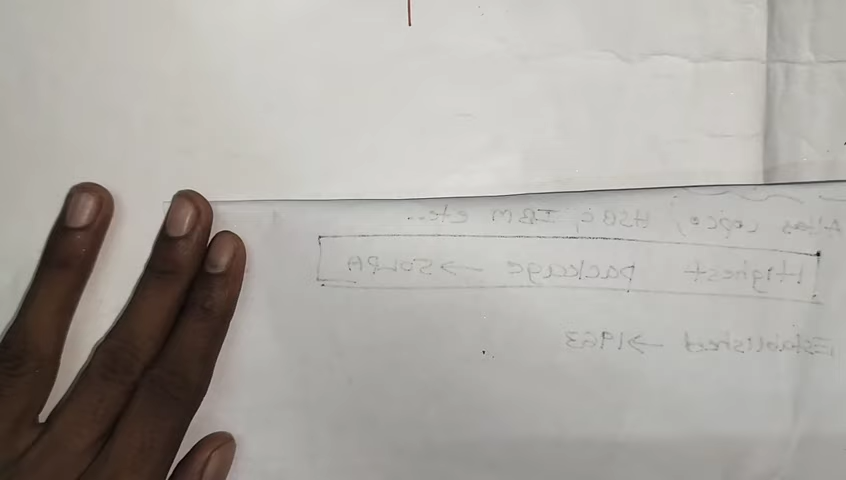 Atlas copco, HSBC, IBM etc..
Highest package → 50LPA
Established → 1963